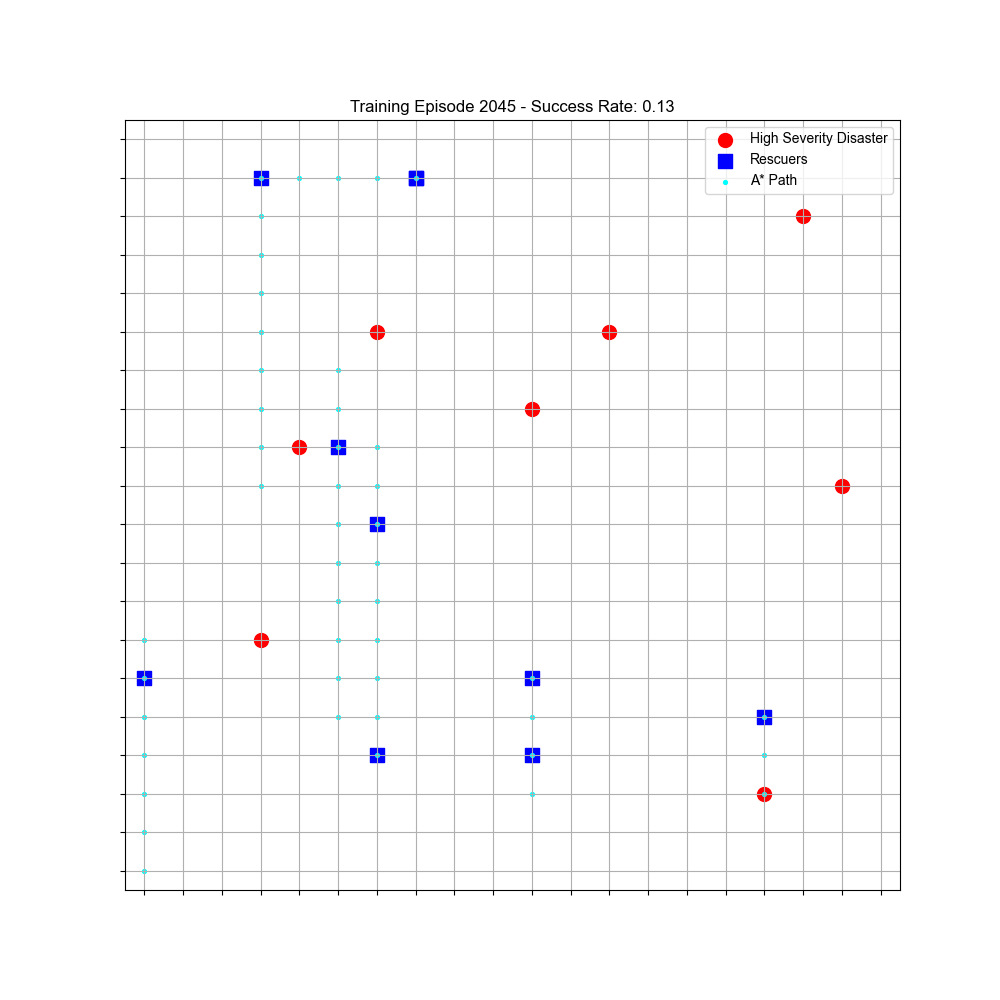 Training Episode 2045 - Success Rate: 0.13
High Severity Disaster
Rescuers
A* Path